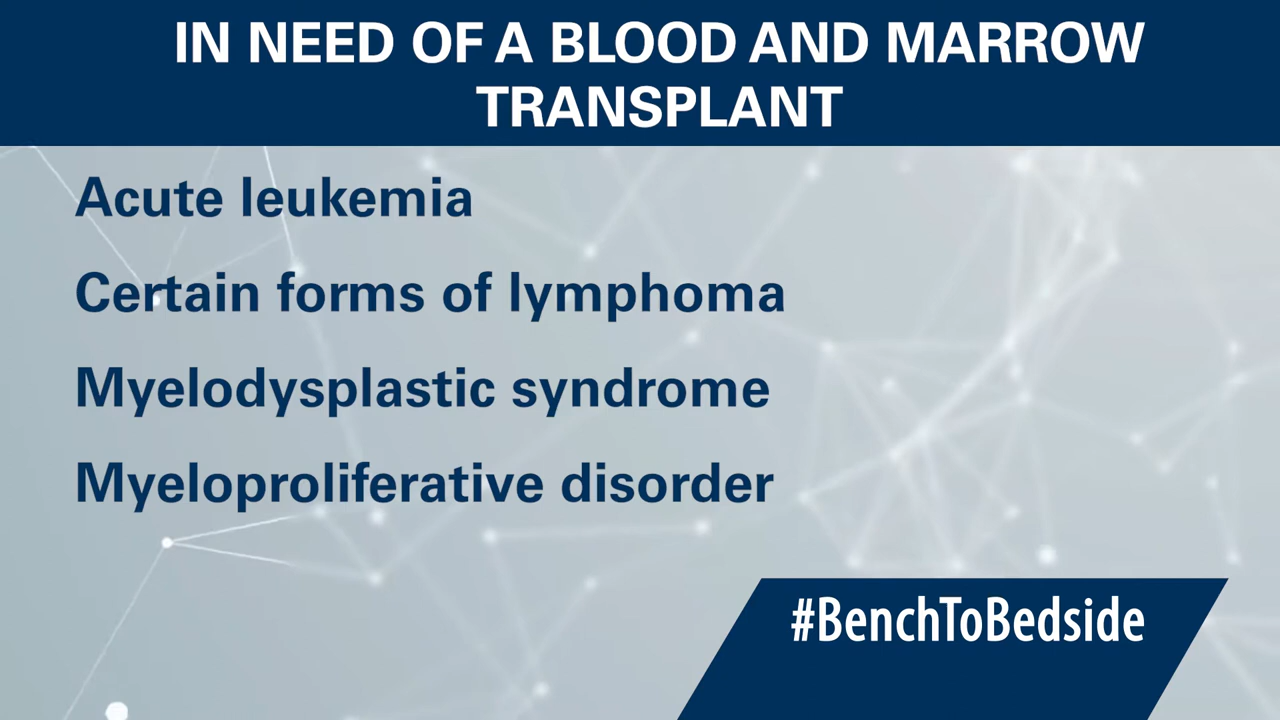 IN NEED OF A BLOOD AND MARROW
TRANSPLANT
Acute leukemia
Certain forms of lymphoma
Myelodysplastic syndrome
Myeloproliferative disorder
#BenchToBedside